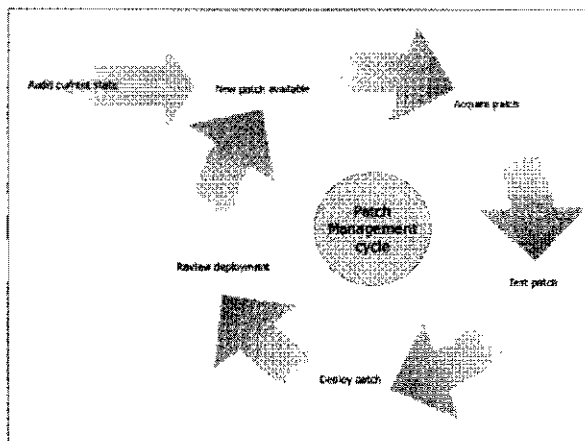 Audit current state
New patch available
Acquire patch
Patch
Management
cycle
Review deployment
Test patch
Deploy patch